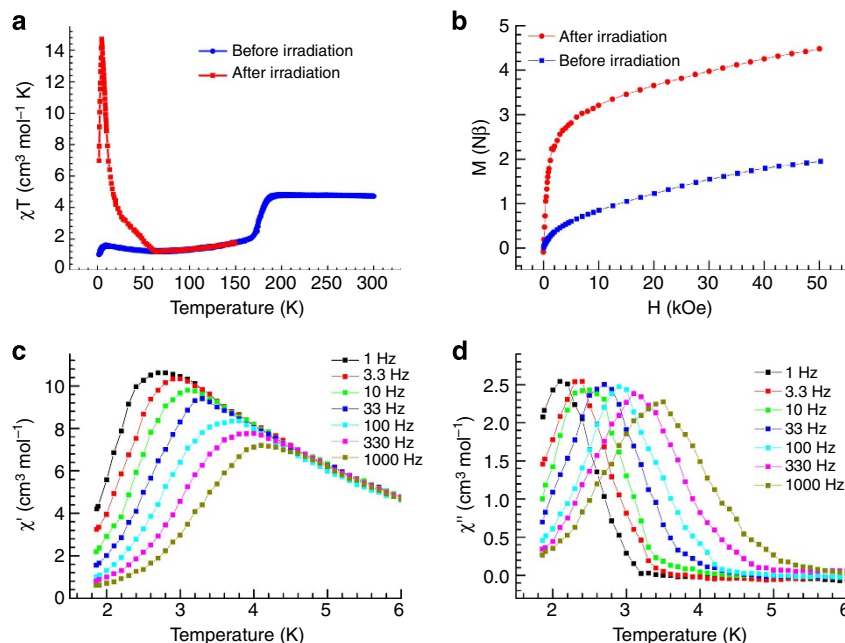 a
Before irradiation
After irradiation
χT (cm³ mol⁻¹ K)
14
12
10
8
6
4
2
0
0 50 100 150 200 250 300
Temperature (K)
b
After irradiation
Before irradiation
M (Nβ)
5
4
3
2
1
0
0 10 20 30 40 50
H (kOe)
c
1 Hz
3.3 Hz
10 Hz
33 Hz
100 Hz
330 Hz
1000 Hz
χ' (cm³ mol⁻¹)
10
8
6
4
2
0
2 3 4 5 6
Temperature (K)
d
1 Hz
3.3 Hz
10 Hz
33 Hz
100 Hz
330 Hz
1000 Hz
χ'' (cm³ mol⁻¹)
2.5
2.0
1.5
1.0
0.5
0.0
2 3 4 5 6
Temperature (K)